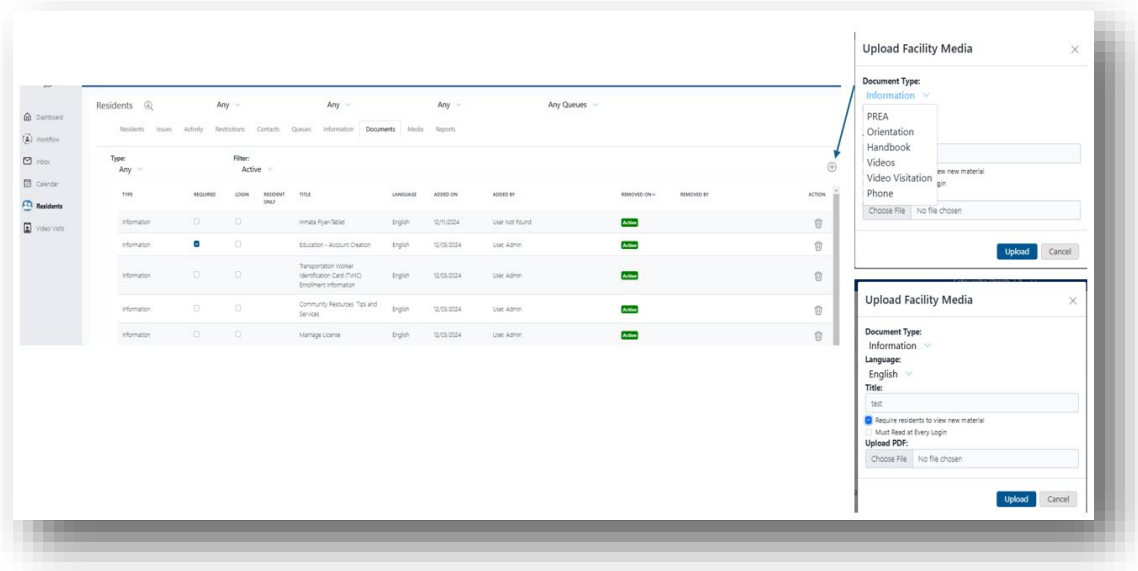 Dashboard
Workflow
Inbox
Calendar
Residents
Video Visits
Residents Any Any Any Any Queues
Residents Issues Activity Restrictions Contacts Queues Information Documents Media Reports
Type: Filter:
Any Active
TYPE REQUIRED LOGIN RESIDENT ONLY TITLE LANGUAGE ADDED ON ADDED BY REMOVED ON REMOVED BY ACTION
Information Inmate Flyer-Tablet English 12/11/2024 User Not Found Active
Information Education – Account Creation English 12/09/2024 User, Admin Active
Transportation Worker
Information Identification Card (TWIC) English 12/03/2024 User, Admin Active
Enrollment Information
Community Resources Tips and
Information Services English 12/03/2024 User, Admin Active
Information Marriage License English 12/03/2024 User, Admin Active
Upload Facility Media
Document Type:
Information
PREA
Orientation
Handbook
Videos
Video Visitation
Phone
ew new material
gin
Choose File No file chosen
Upload Cancel
Upload Facility Media
Document Type:
Information
Language:
English
Title:
test
Require residents to view new material
Must Read at Every Login
Upload PDF:
Choose File No file chosen
Upload Cancel